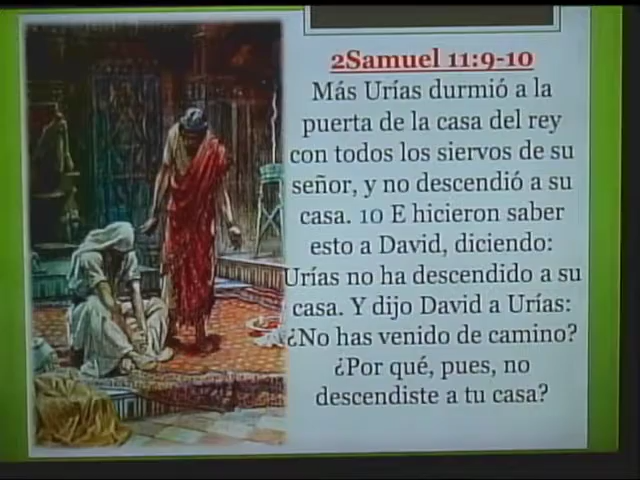 2Samuel 11:9-10
Más Urías durmió a la
puerta de la casa del rey
con todos los siervos de su
señor, y no descendió a su
casa. 10 E hicieron saber
esto a David, diciendo:
Urías no ha descendido a su
casa. Y dijo David a Urías:
¿No has venido de camino?
¿Por qué, pues, no
descendiste a tu casa?